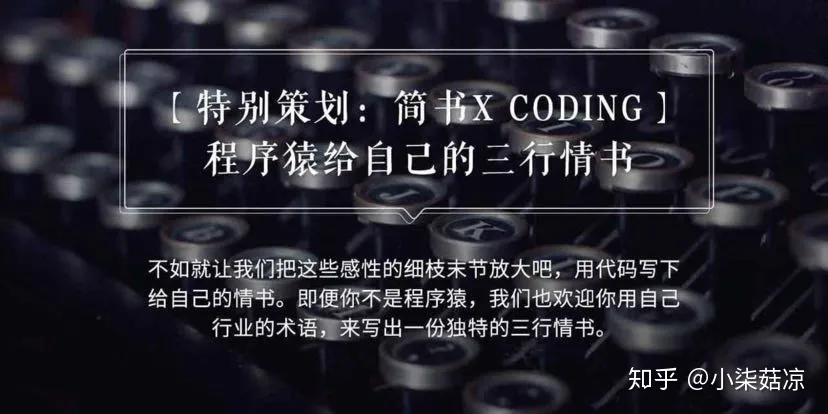 【特别策划：简书X CODING】
程序猿给自己的三行情书
不如就让我们把这些感性的细枝末节放大吧，用代码写下
给自己的情书。即便你不是程序猿，我们也欢迎你用自己
行业的术语，来写出一份独特的三行情书。
知乎 @小柒菇凉